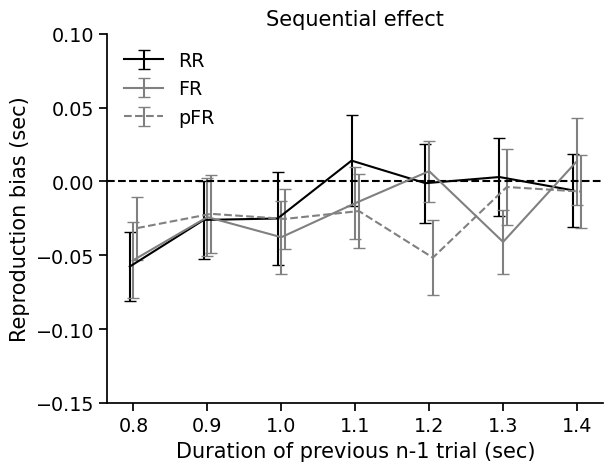 Sequential effect
RR
FR
pFR
0.10
0.05
0.00
−0.05
−0.10
−0.15
Reproduction bias (sec)
0.8 0.9 1.0 1.1 1.2 1.3 1.4
Duration of previous n-1 trial (sec)